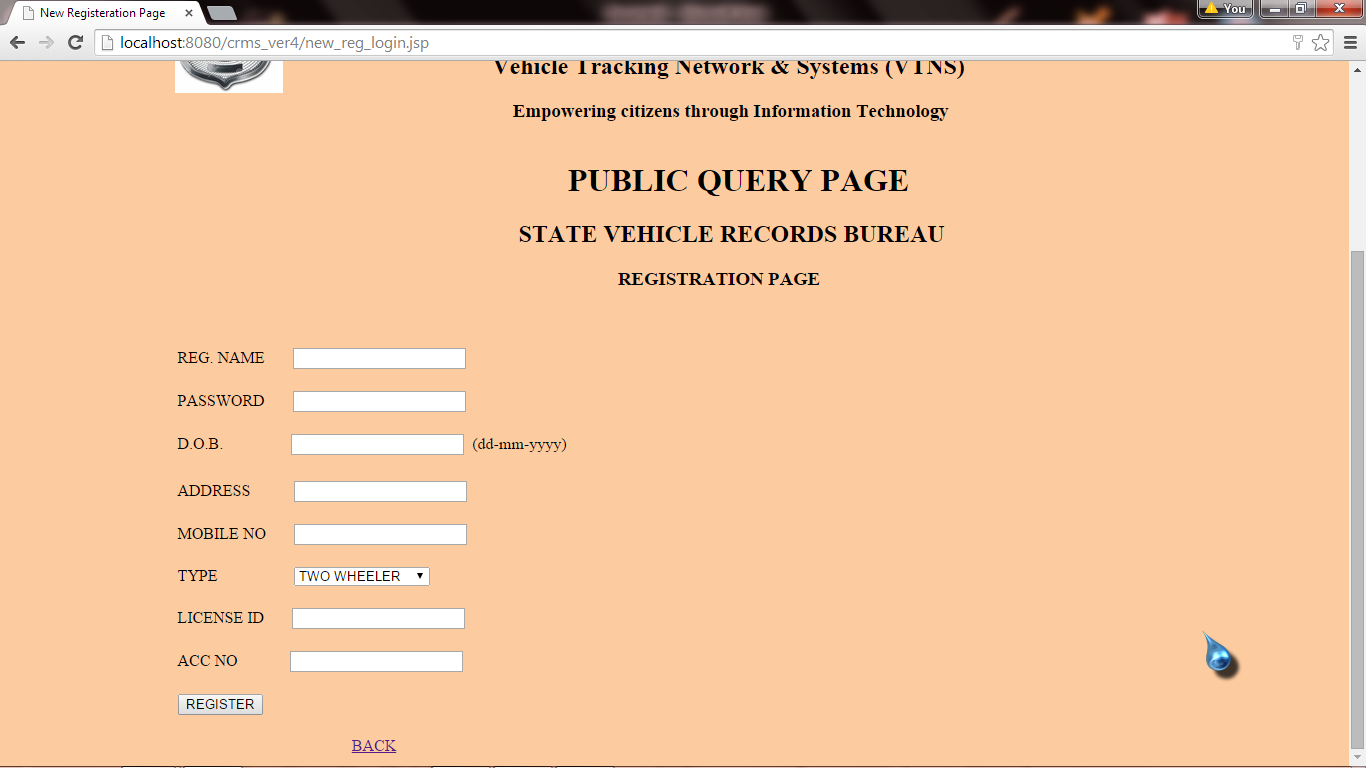 New Registeration Page
You
localhost:8080/crms_ver4/new_reg_login.jsp
Vehicle Tracking Network & Systems (VTNS)
Empowering citizens through Information Technology
PUBLIC QUERY PAGE
STATE VEHICLE RECORDS BUREAU
REGISTRATION PAGE
REG. NAME
PASSWORD
D.O.B. (dd-mm-yyyy)
ADDRESS
MOBILE NO
TYPE TWO WHEELER
LICENSE ID
ACC NO
REGISTER
BACK